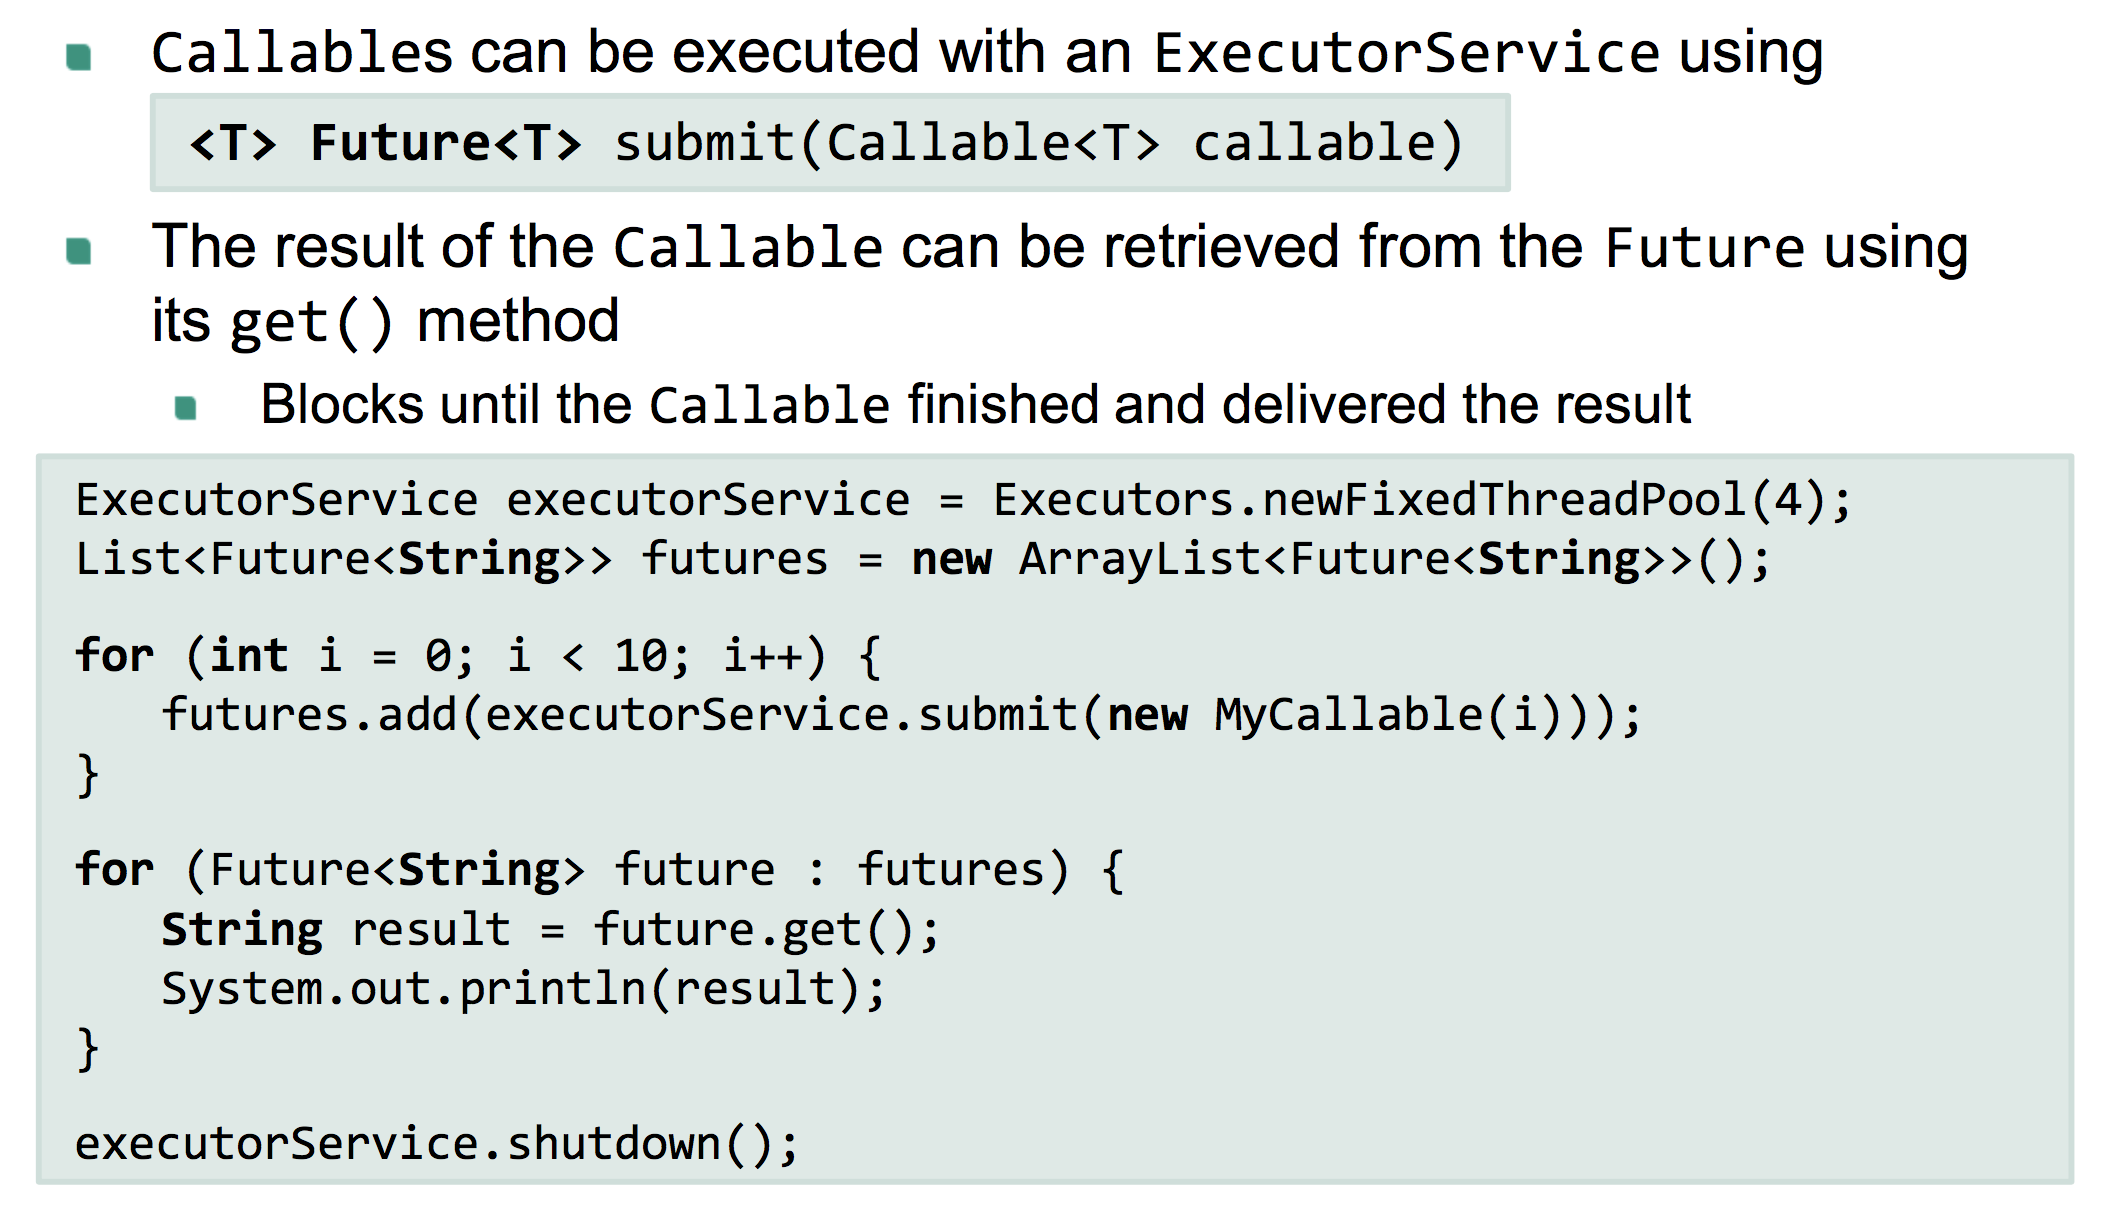 Callables can be executed with an ExecutorService using
<T> Future<T> submit(Callable<T> callable)
The result of the Callable can be retrieved from the Future using
its get() method
Blocks until the Callable finished and delivered the result
ExecutorService executorService = Executors.newFixedThreadPool(4);
List<Future<String>> futures = new ArrayList<Future<String>>();
for (int i = 0; i < 10; i++) {
futures.add(executorService.submit(new MyCallable(i)));
}
for (Future<String> future : futures) {
String result = future.get();
System.out.println(result);
}
executorService.shutdown();